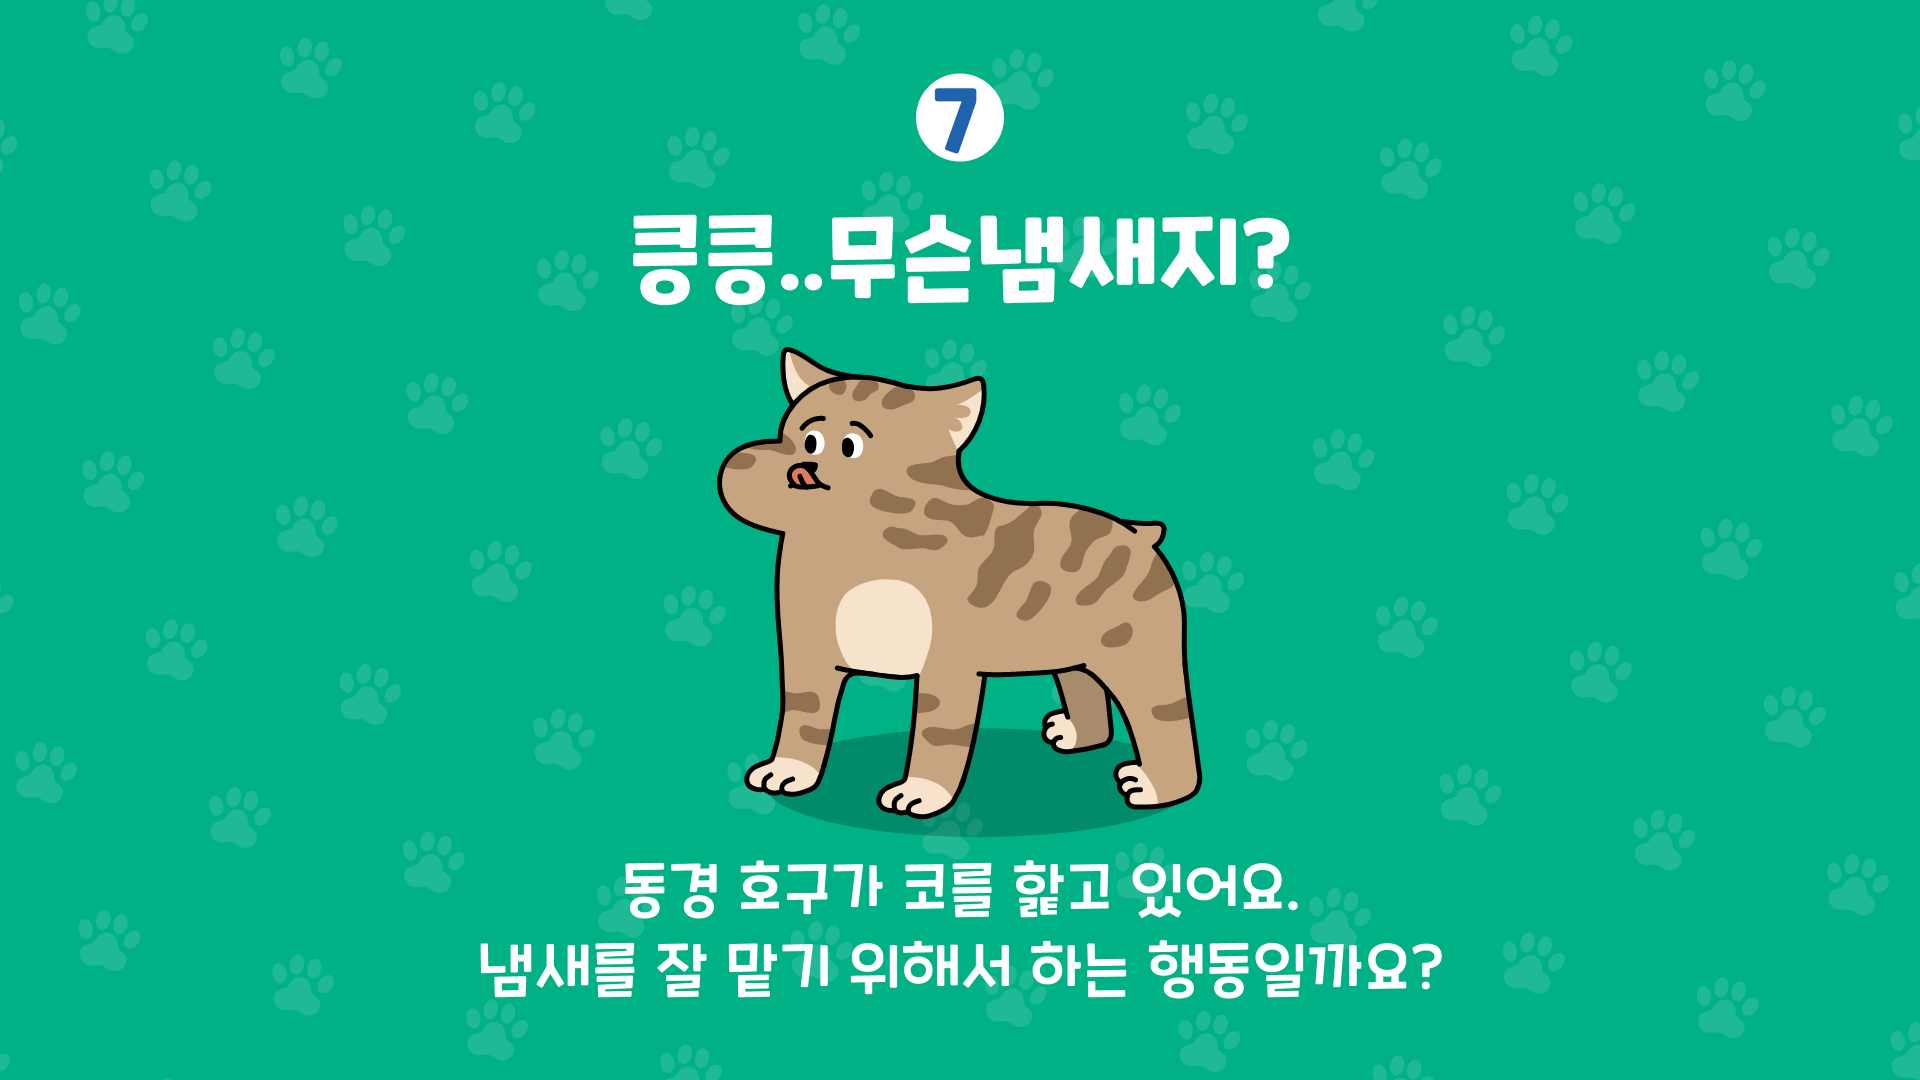 7
킁킁..무슨냄새지?
동경 호구가 코를 핥고 있어요.
냄새를 잘 맡기 위해서 하는 행동일까요?